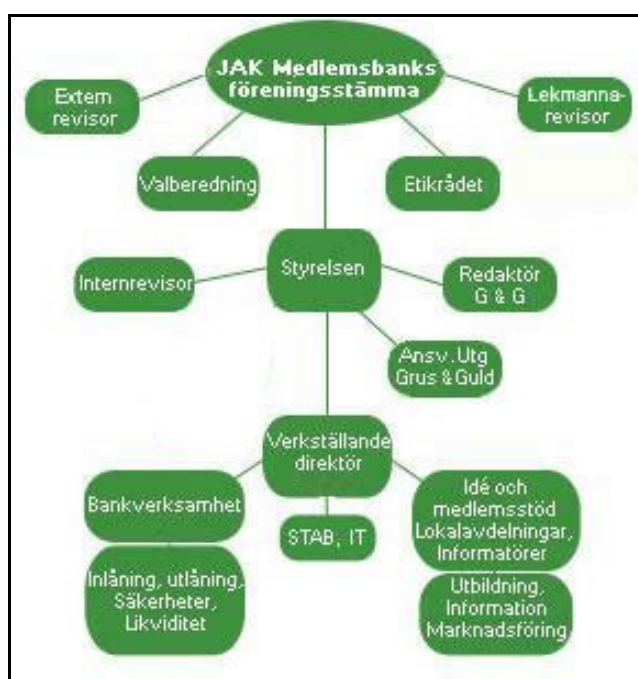 JAK Medlemsbanks
föreningsstämma
Extern
revisor
Lekmanna-
revisor
Valberedning
Etikrådet
Styrelsen
Internrevisor
Redaktör
G & G
Ansv.Utg
Grus &Guld
Verkställande
direktör
Bankverksamhet
STAB, IT
Idé och
medlemsstöd
Lokalavdelningar,
Informatörer
Inlåning, utlåning,
Säkerheter,
Likviditet
Utbildning,
Information
Marknadsföring